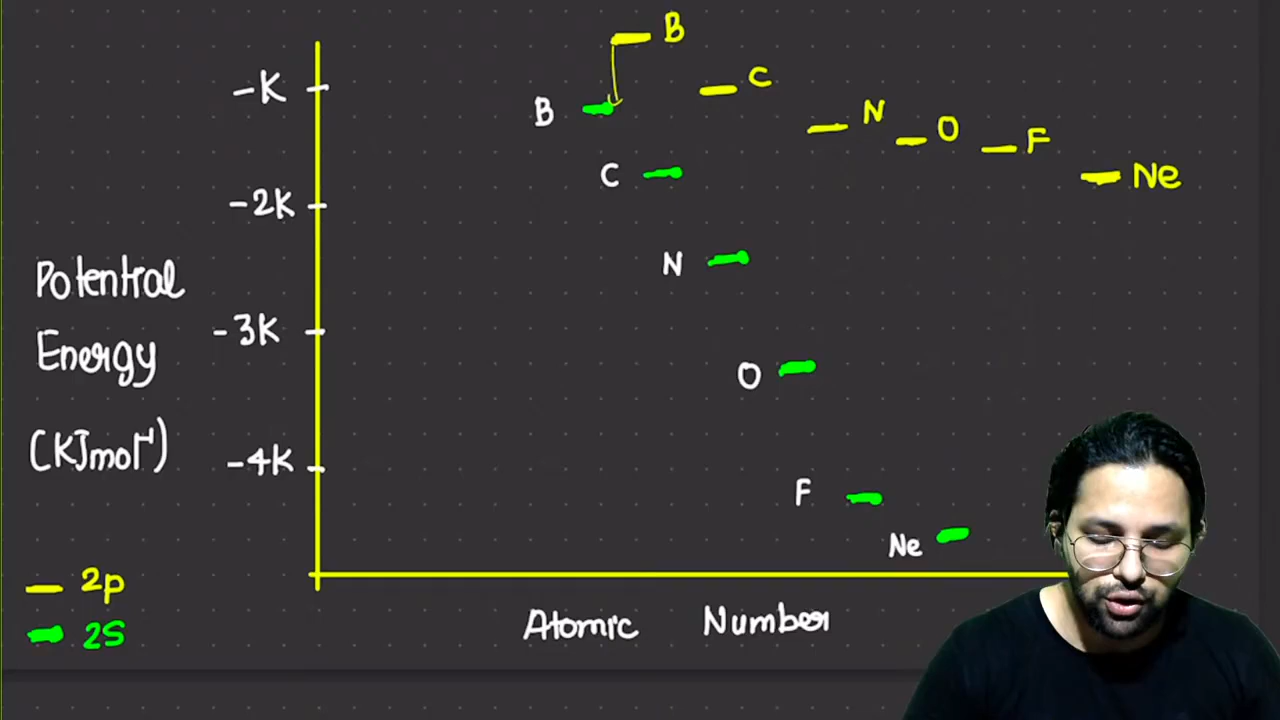 B
-K
C
B
N
O
F
C
Ne
-2K
N
Potential
Energy
(KJmol⁻¹)
-3K
O
-4K
F
Ne
2p
2S
Atomic Number